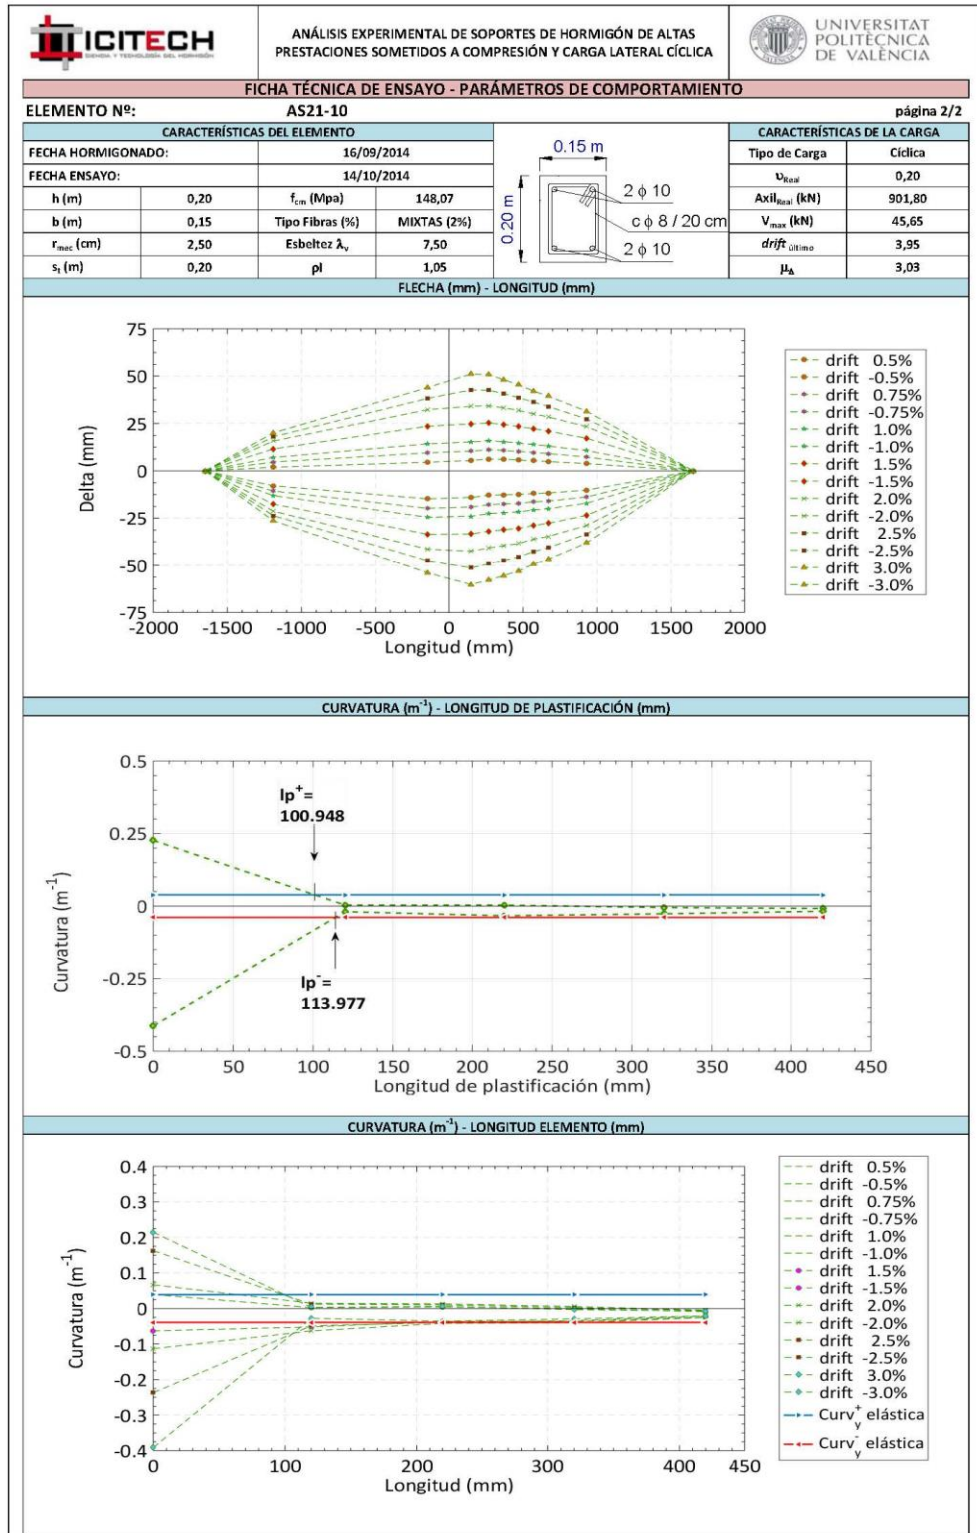 ICITECH
CIENCIA Y TECNOLOGÍA DEL HORMIGÓN
ANÁLISIS EXPERIMENTAL DE SOPORTES DE HORMIGÓN DE ALTAS
PRESTACIONES SOMETIDOS A COMPRESIÓN Y CARGA LATERAL CÍCLICA
UNIVERSITAT
POLITÈCNICA
DE VALÈNCIA
FICHA TÉCNICA DE ENSAYO - PARÁMETROS DE COMPORTAMIENTO
ELEMENTO Nº: AS21-10 página 2/2
CARACTERÍSTICAS DEL ELEMENTO
FECHA HORMIGONADO: 16/09/2014
FECHA ENSAYO: 14/10/2014
h (m) 0,20 fcm (Mpa) 148,07
b (m) 0,15 Tipo Fibras (%) MIXTAS (2%)
rmec (cm) 2,50 Esbeltez λv 7,50
st (m) 0,20 ρl 1,05
0.15 m
0.20 m
2 ϕ 10
c ϕ 8 / 20 cm
2 ϕ 10
CARACTERÍSTICAS DE LA CARGA
Tipo de Carga Cíclica
υReal 0,20
AxilReal (kN) 901,80
Vmax (kN) 45,65
drift último 3,95
μΔ 3,03
FLECHA (mm) - LONGITUD (mm)
75
50
25
0
-25
-50
-75
Delta (mm)
-2000 -1500 -1000 -500 0 500 1000 1500 2000
Longitud (mm)
drift 0.5%
drift -0.5%
drift 0.75%
drift -0.75%
drift 1.0%
drift -1.0%
drift 1.5%
drift -1.5%
drift 2.0%
drift -2.0%
drift 2.5%
drift -2.5%
drift 3.0%
drift -3.0%
CURVATURA (m⁻¹) - LONGITUD DE PLASTIFICACIÓN (mm)
0.5
0.25
0
-0.25
-0.5
Curvatura (m⁻¹)
lp⁺=
100.948
lp⁻=
113.977
0 50 100 150 200 250 300 350 400 450
Longitud de plastificación (mm)
CURVATURA (m⁻¹) - LONGITUD ELEMENTO (mm)
0.4
0.3
0.2
0.1
0
-0.1
-0.2
-0.3
-0.4
Curvatura (m⁻¹)
0 100 200 300 400 450
Longitud (mm)
drift 0.5%
drift -0.5%
drift 0.75%
drift -0.75%
drift 1.0%
drift -1.0%
drift 1.5%
drift -1.5%
drift 2.0%
drift -2.0%
drift 2.5%
drift -2.5%
drift 3.0%
drift -3.0%
Curv⁺y elástica
Curv⁻y elástica